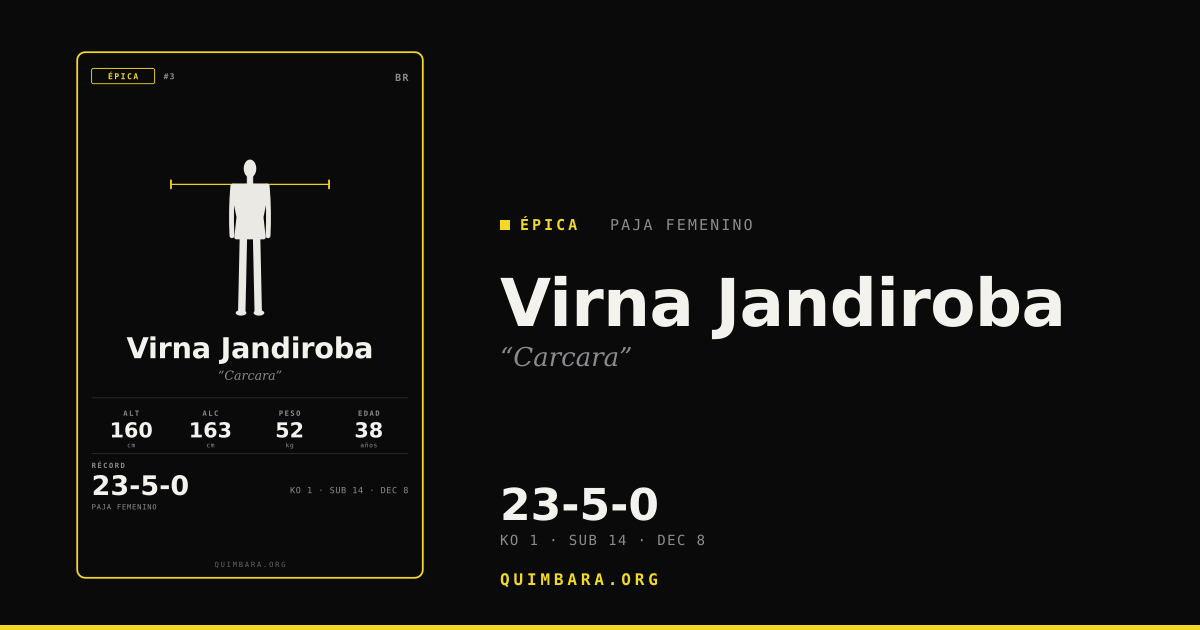 ÉPICA #3 BR
Virna Jandiroba
“Carcara”
ALT ALC PESO EDAD
160 163 52 38
cm cm kg años
RÉCORD
23-5-0
KO 1 · SUB 14 · DEC 8
PAJA FEMENINO
QUIMBARA.ORG
ÉPICA PAJA FEMENINO
Virna Jandiroba
“Carcara”
23-5-0
KO 1 · SUB 14 · DEC 8
QUIMBARA.ORG